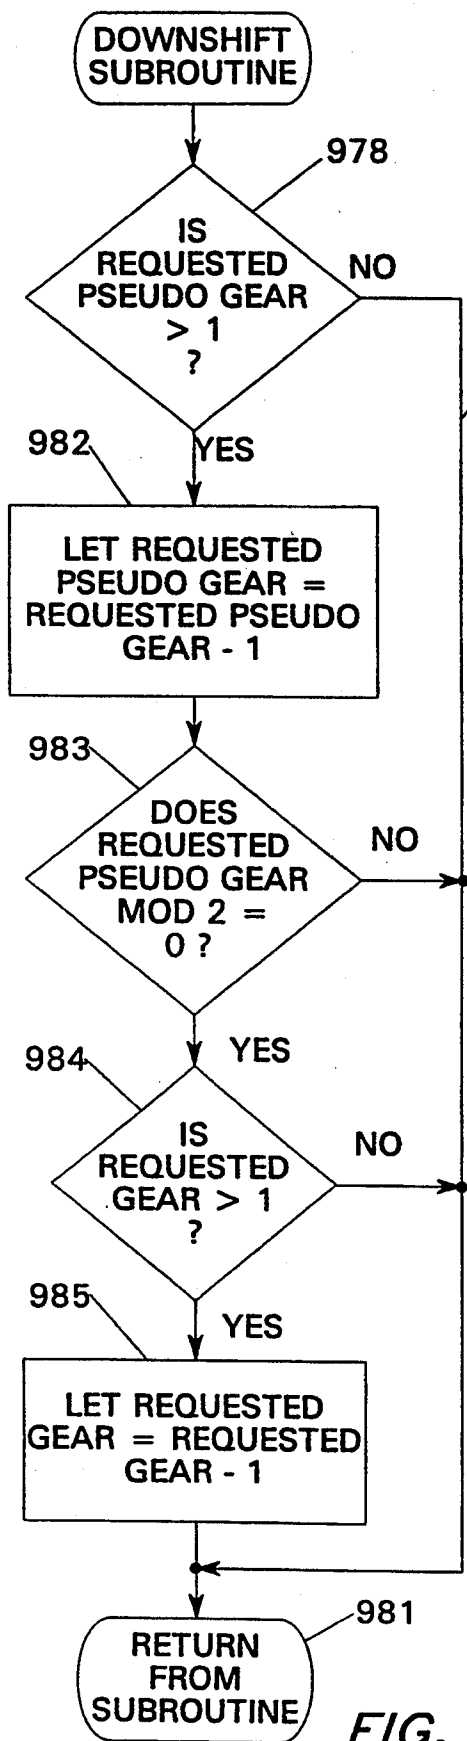 DOWNSHIFT
SUBROUTINE
978
IS
REQUESTED
PSEUDO GEAR
> 1
?
NO
YES
982
LET REQUESTED
PSEUDO GEAR =
REQUESTED PSEUDO
GEAR - 1
983
DOES
REQUESTED
PSEUDO GEAR
MOD 2 =
0 ?
NO
YES
984
IS
REQUESTED
GEAR > 1
?
NO
YES
985
LET REQUESTED
GEAR = REQUESTED
GEAR - 1
981
RETURN
FROM
SUBROUTINE
FIG.